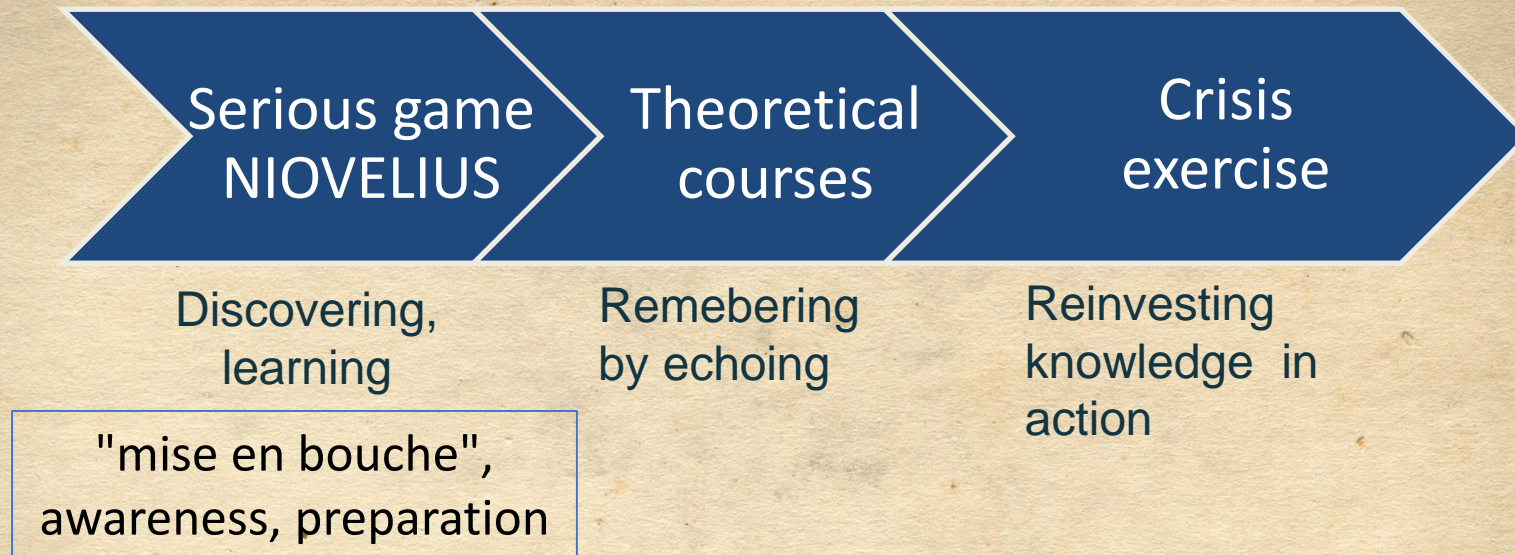 Serious game
NIOVELIUS
Theoretical
courses
Crisis
exercise
Discovering,
learning
Remebering
by echoing
Reinvesting
knowledge in
action
"mise en bouche",
awareness, preparation